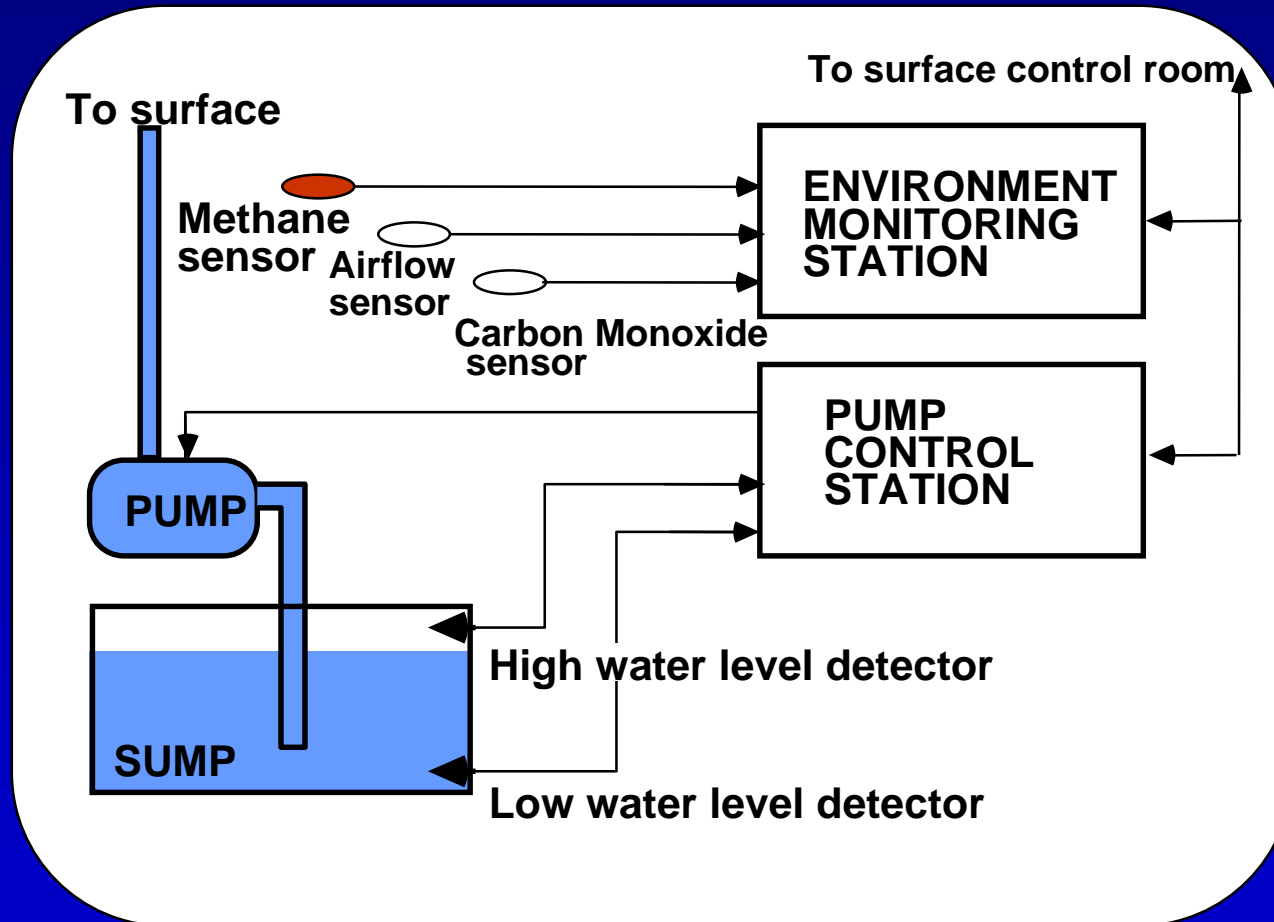 To surface control room
To surface
Methane
sensor
Airflow
sensor
Carbon Monoxide
sensor
ENVIRONMENT
MONITORING
STATION
PUMP
CONTROL
STATION
PUMP
High water level detector
SUMP
Low water level detector